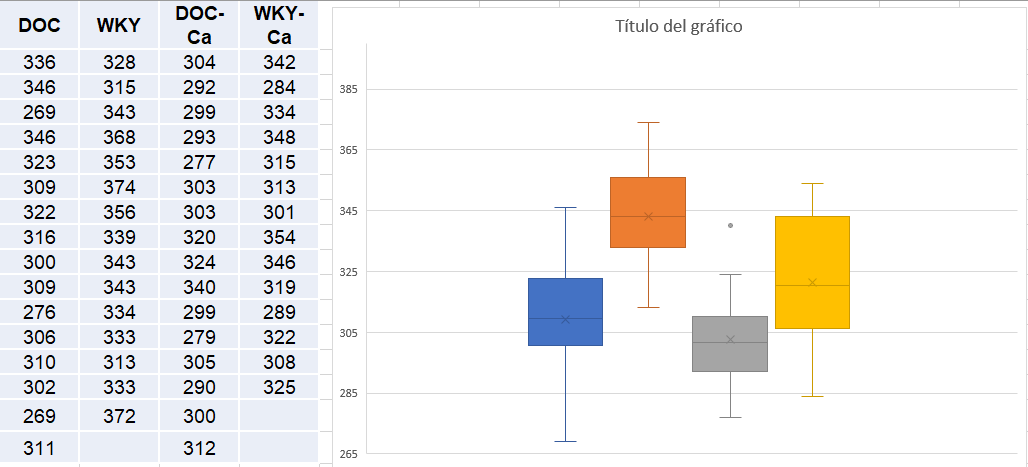 DOC WKY DOC-Ca WKY-Ca
336 328 304 342
346 315 292 284
269 343 299 334
346 368 293 348
323 353 277 315
309 374 303 313
322 356 303 301
316 339 320 354
300 343 324 346
309 343 340 319
276 334 299 289
306 333 279 322
310 313 305 308
302 333 290 325
269 372 300
311 312
Título del gráfico
385
365
345
325
305
285
265